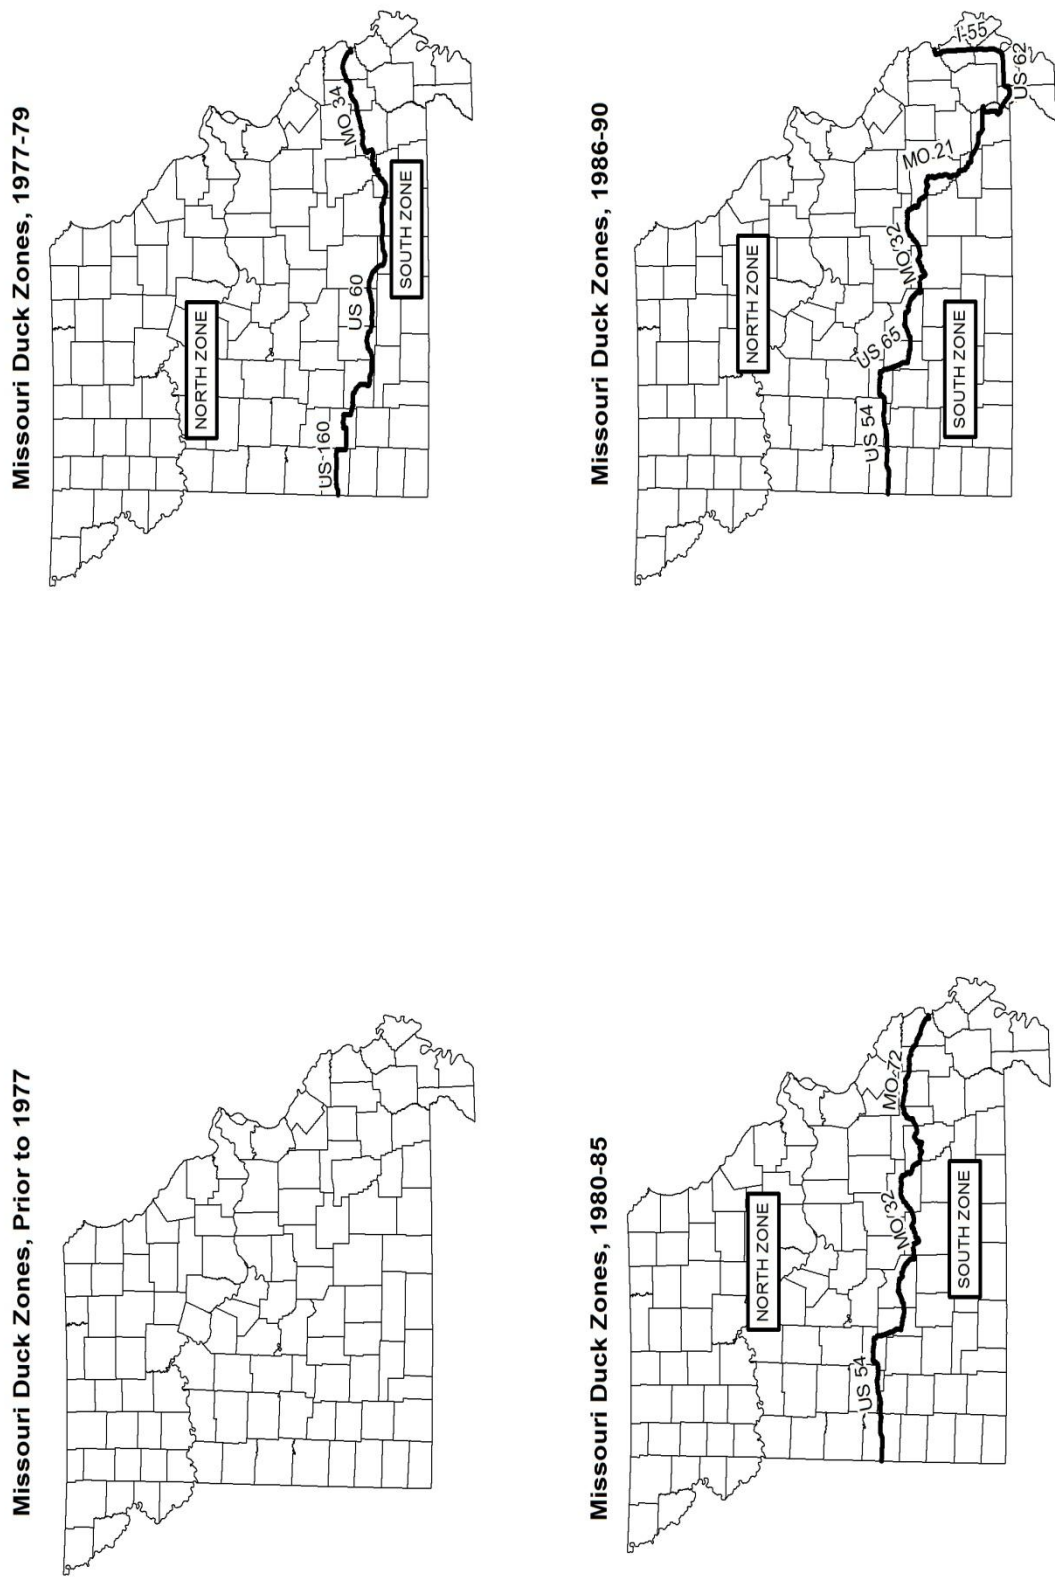 Missouri Duck Zones, Prior to 1977
Missouri Duck Zones, 1977-79
NORTH ZONE
US 160
US 60
MO 34
SOUTH ZONE
Missouri Duck Zones, 1980-85
NORTH ZONE
US 54
MO 32
MO 72
SOUTH ZONE
Missouri Duck Zones, 1986-90
NORTH ZONE
US 54
US 65
MO 32
MO 21
I-55
US 62
SOUTH ZONE